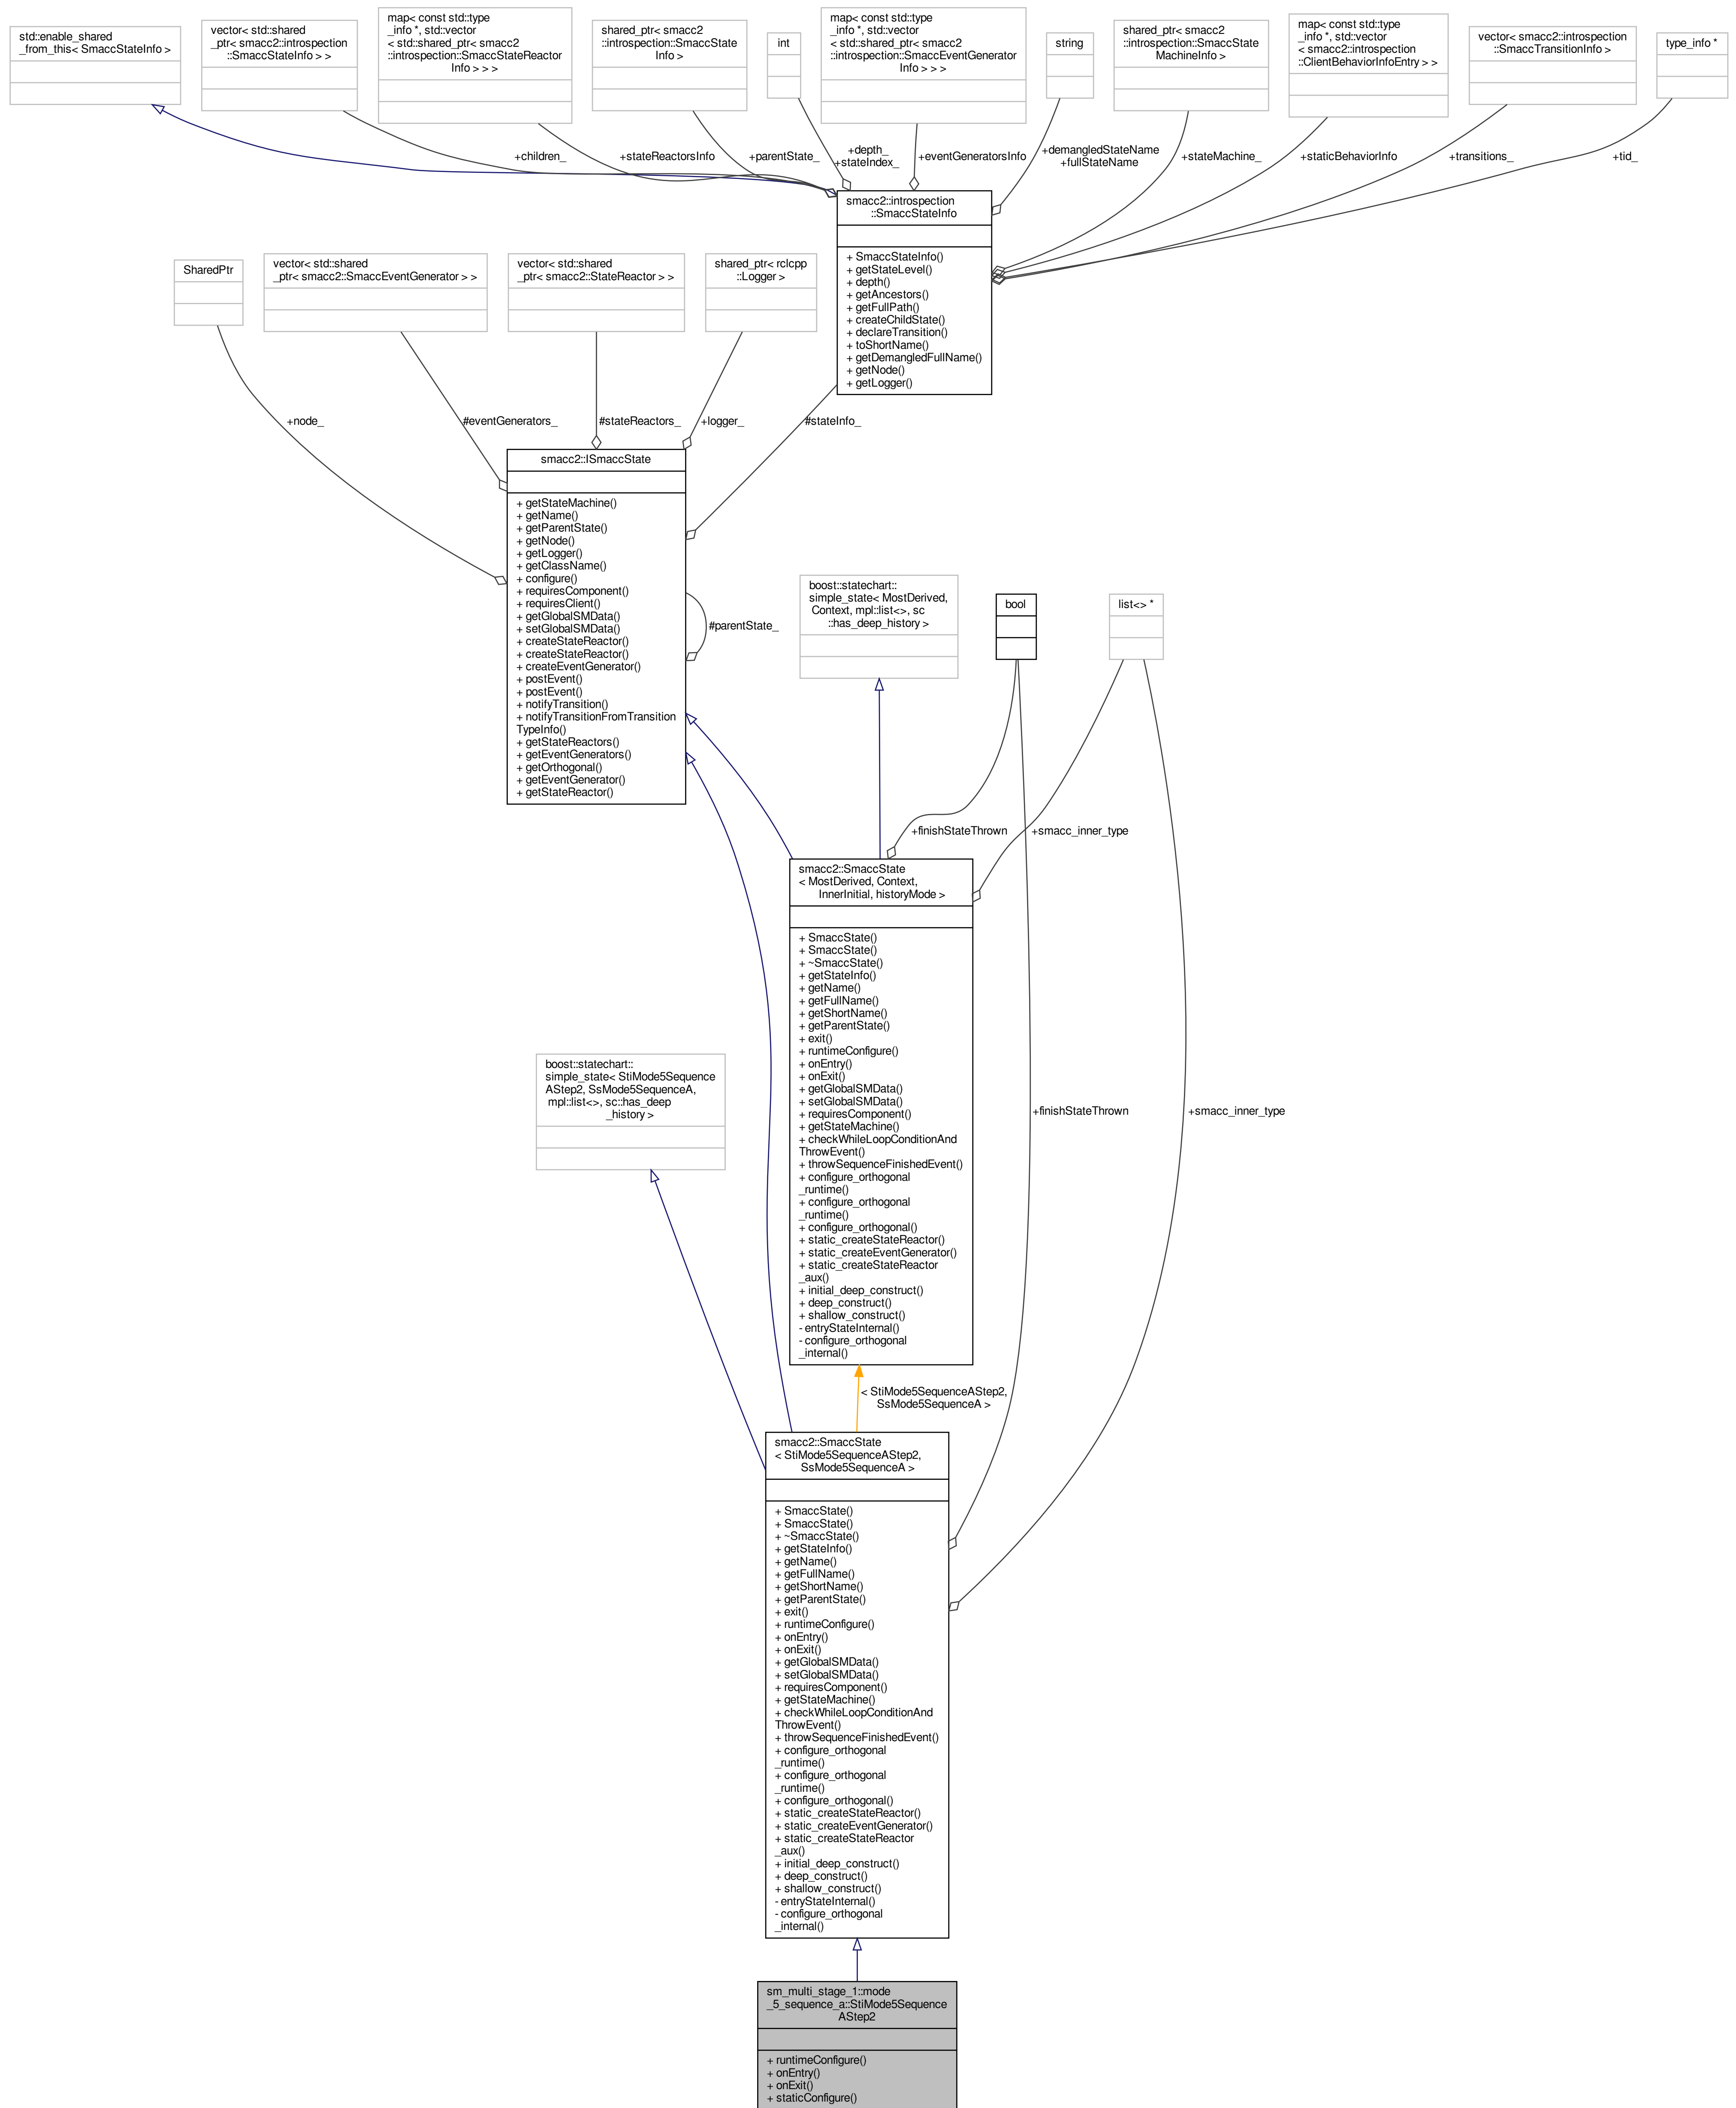 std::enable_shared
_from_this< SmaccStateInfo >
vector< std::shared
_ptr< smacc2::introspection
::SmaccStateInfo > >
map< const std::type
_info *, std::vector
< std::shared_ptr< smacc2
::introspection::SmaccStateReactor
Info > > >
shared_ptr< smacc2
::introspection::SmaccState
Info >
int
map< const std::type
_info *, std::vector
< std::shared_ptr< smacc2
::introspection::SmaccEventGenerator
Info > > >
string
shared_ptr< smacc2
::introspection::SmaccState
MachineInfo >
map< const std::type
_info *, std::vector
< smacc2::introspection
::ClientBehaviorInfoEntry > >
vector< smacc2::introspection
::SmaccTransitionInfo >
type_info *
+children_
+stateReactorsInfo
+parentState_
+depth_
+stateIndex_
+eventGeneratorsInfo
+demangledStateName
+fullStateName
+stateMachine_
+staticBehaviorInfo
+transitions_
+tid_
smacc2::introspection
::SmaccStateInfo
+ SmaccStateInfo()
+ getStateLevel()
+ depth()
+ getAncestors()
+ getFullPath()
+ createChildState()
+ declareTransition()
+ toShortName()
+ getDemangledFullName()
+ getNode()
+ getLogger()
SharedPtr
vector< std::shared
_ptr< smacc2::SmaccEventGenerator > >
vector< std::shared
_ptr< smacc2::StateReactor > >
shared_ptr< rclcpp
::Logger >
+node_
#eventGenerators_
#stateReactors_
+logger_
#stateInfo_
smacc2::ISmaccState
+ getStateMachine()
+ getName()
+ getParentState()
+ getNode()
+ getLogger()
+ getClassName()
+ configure()
+ requiresComponent()
+ requiresClient()
+ getGlobalSMData()
+ setGlobalSMData()
+ createStateReactor()
+ createStateReactor()
+ createEventGenerator()
+ postEvent()
+ postEvent()
+ notifyTransition()
+ notifyTransitionFromTransition
TypeInfo()
+ getStateReactors()
+ getEventGenerators()
+ getOrthogonal()
+ getEventGenerator()
+ getStateReactor()
#parentState_
boost::statechart::
simple_state< MostDerived,
Context, mpl::list<>, sc
::has_deep_history >
bool
list<> *
+finishStateThrown
+smacc_inner_type
smacc2::SmaccState
< MostDerived, Context,
InnerInitial, historyMode >
+ SmaccState()
+ SmaccState()
+ ~SmaccState()
+ getStateInfo()
+ getName()
+ getFullName()
+ getShortName()
+ getParentState()
+ exit()
+ runtimeConfigure()
+ onEntry()
+ onExit()
+ getGlobalSMData()
+ setGlobalSMData()
+ requiresComponent()
+ getStateMachine()
+ checkWhileLoopConditionAnd
ThrowEvent()
+ throwSequenceFinishedEvent()
+ configure_orthogonal
_runtime()
+ configure_orthogonal
_runtime()
+ configure_orthogonal()
+ static_createStateReactor()
+ static_createEventGenerator()
+ static_createStateReactor
_aux()
+ initial_deep_construct()
+ deep_construct()
+ shallow_construct()
- entryStateInternal()
- configure_orthogonal
_internal()
boost::statechart::
simple_state< StiMode5Sequence
AStep2, SsMode5SequenceA,
mpl::list<>, sc::has_deep
_history >
+finishStateThrown
+smacc_inner_type
< StiMode5SequenceAStep2,
SsMode5SequenceA >
smacc2::SmaccState
< StiMode5SequenceAStep2,
SsMode5SequenceA >
+ SmaccState()
+ SmaccState()
+ ~SmaccState()
+ getStateInfo()
+ getName()
+ getFullName()
+ getShortName()
+ getParentState()
+ exit()
+ runtimeConfigure()
+ onEntry()
+ onExit()
+ getGlobalSMData()
+ setGlobalSMData()
+ requiresComponent()
+ getStateMachine()
+ checkWhileLoopConditionAnd
ThrowEvent()
+ throwSequenceFinishedEvent()
+ configure_orthogonal
_runtime()
+ configure_orthogonal
_runtime()
+ configure_orthogonal()
+ static_createStateReactor()
+ static_createEventGenerator()
+ static_createStateReactor
_aux()
+ initial_deep_construct()
+ deep_construct()
+ shallow_construct()
- entryStateInternal()
- configure_orthogonal
_internal()
sm_multi_stage_1::mode
_5_sequence_a::StiMode5Sequence
AStep2
+ runtimeConfigure()
+ onEntry()
+ onExit()
+ staticConfigure()